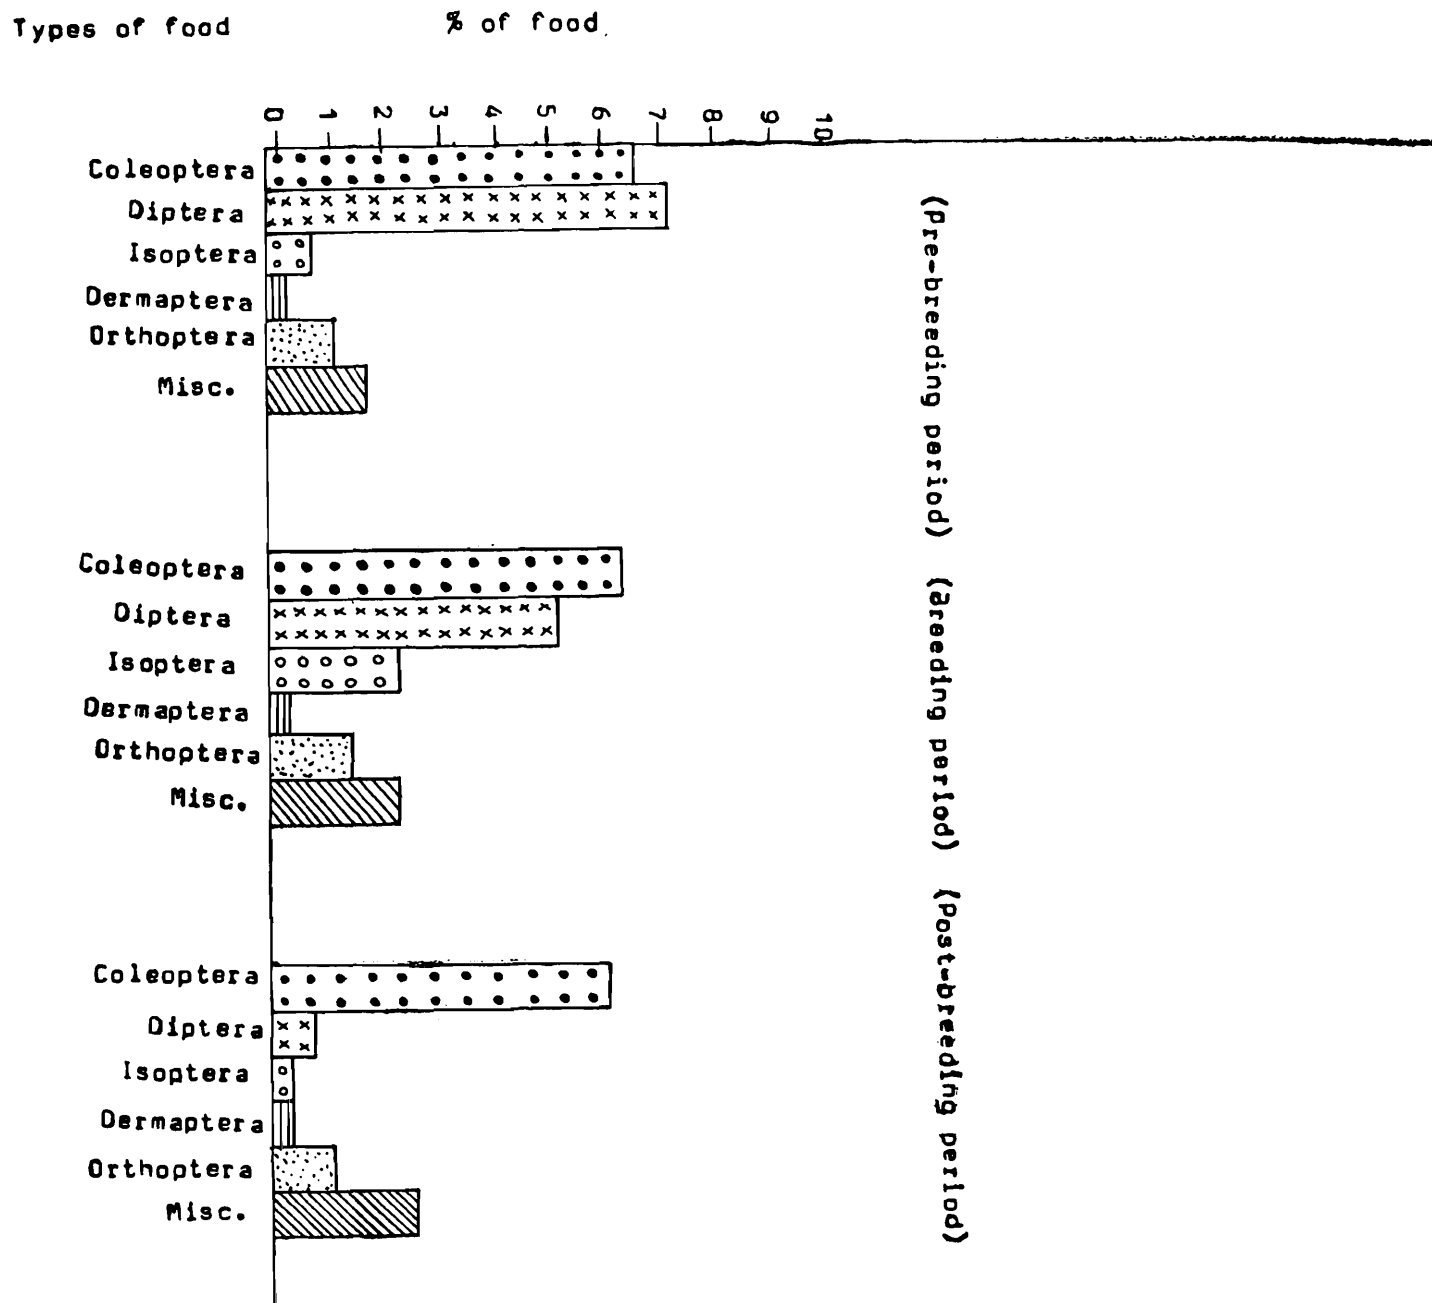 Types of food % of food
0 1 2 3 4 5 6 7 8 9 10
Coleoptera
Diptera
Isoptera
Dermaptera
Orthoptera
Misc.
(Pre-breeding period)
Coleoptera
Diptera
Isoptera
Dermaptera
Orthoptera
Misc.
(Breeding period)
Coleoptera
Diptera
Isoptera
Dermaptera
Orthoptera
Misc.
(Post-breeding period)